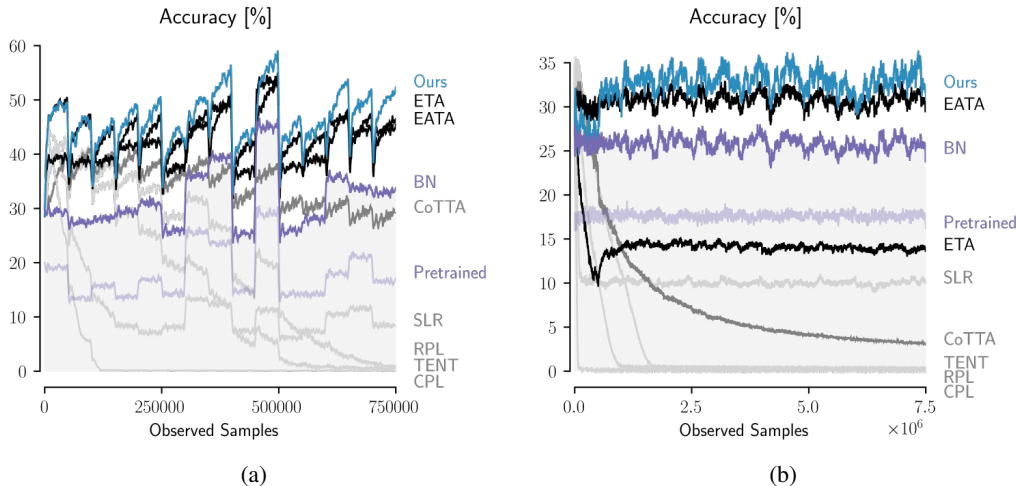 Accuracy [%]
60
50
40
30
20
10
0
0
250000
500000
750000
Observed Samples
Ours
ETA
EATA
BN
CoTTA
Pretrained
SLR
RPL
TENT
CPL
(a)
Accuracy [%]
35
30
25
20
15
10
5
0
0.0
2.5
5.0
7.5
×10⁶
Observed Samples
Ours
EATA
BN
Pretrained
ETA
SLR
CoTTA
TENT
RPL
CPL
(b)